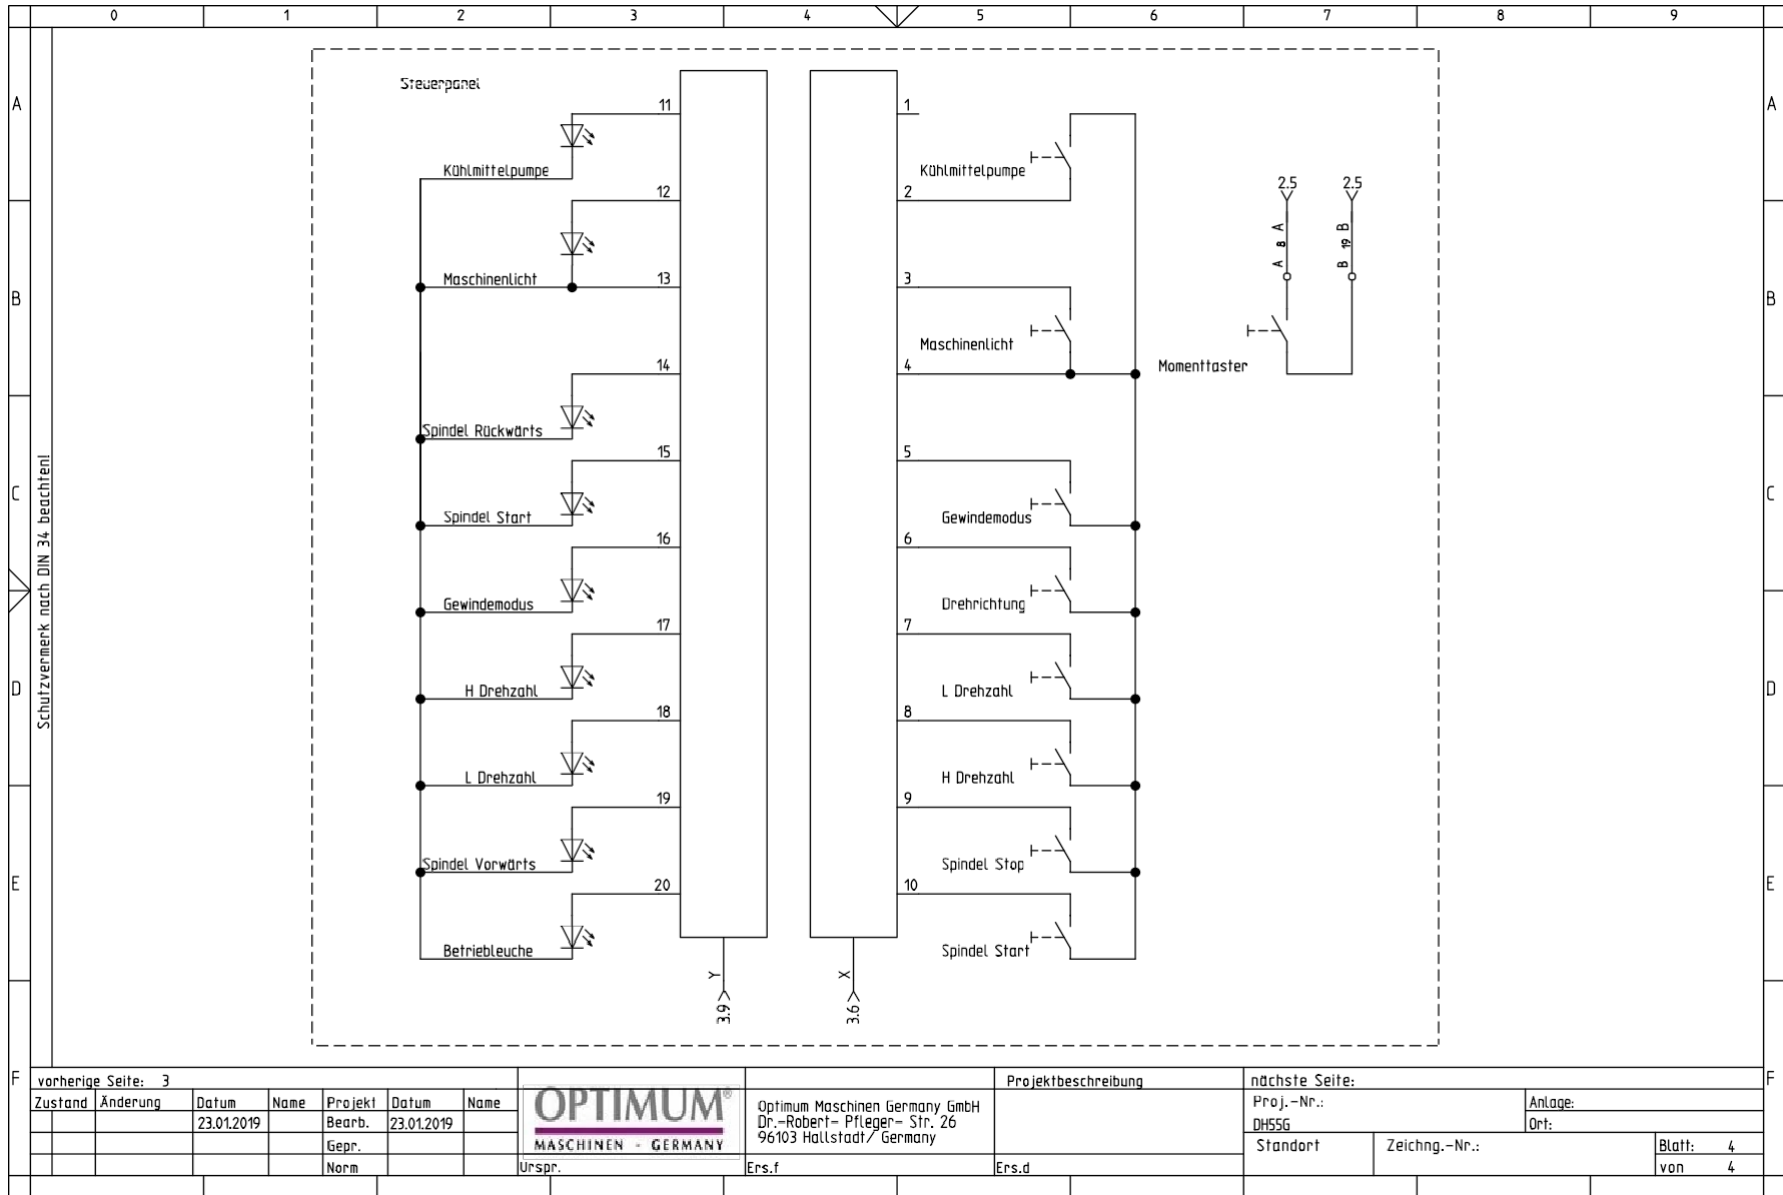 0 1 2 3 4 5 6 7 8 9
A A
B B
C C
D D
E E
F F
Schutzvermerk nach DIN 34 beachten!
Steuerpanel
11
Kühlmittelpumpe
12
Maschinenlicht
13
14
Spindel Rückwärts
15
Spindel Start
16
Gewindemodus
17
H Drehzahl
18
L Drehzahl
19
Spindel Vorwärts
20
Betriebleuche
Y
3.9
1
Kühlmittelpumpe
2
3
Maschinenlicht
4
5
Gewindemodus
6
Drehrichtung
7
L Drehzahl
8
H Drehzahl
9
Spindel Stop
10
Spindel Start
X
3.6
2.5 2.5
A 8 A
B 19 B
Momenttaster
vorherige Seite: 3
Zustand Änderung Datum Name Projekt Datum Name
23.01.2019 Bearb. 23.01.2019
Gepr.
Norm
OPTIMUM®
MASCHINEN - GERMANY
Urspr.
Optimum Maschinen Germany GmbH
Dr.-Robert- Pfleger- Str. 26
96103 Hallstadt/ Germany
Ers.f
Projektbeschreibung
Ers.d
nächste Seite:
Proj.-Nr.:
DH55G
Anlage:
Ort:
Standort
Zeichng.-Nr.:
Blatt: 4
von 4